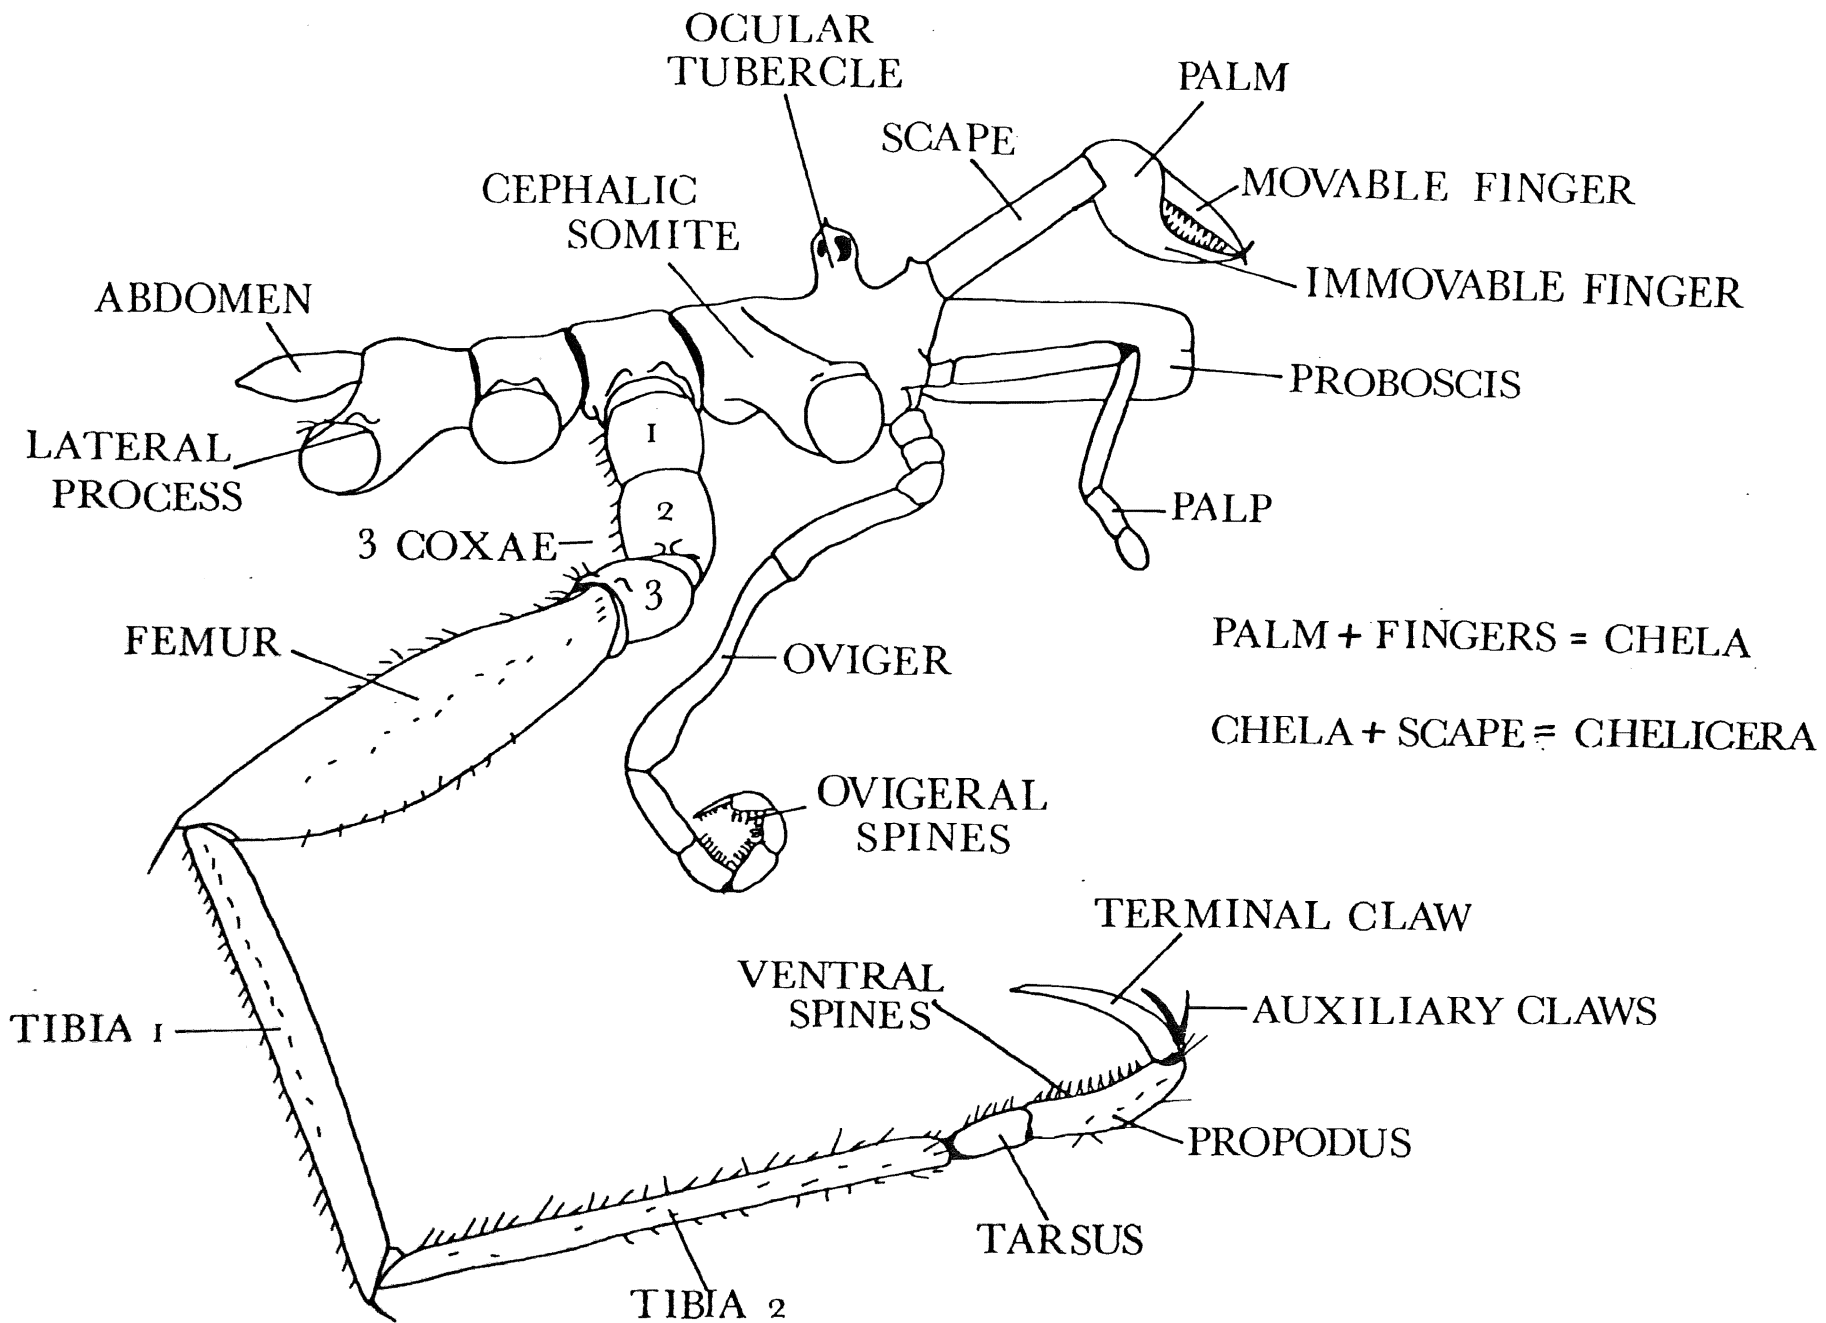 OCULAR
TUBERCLE
PALM
SCAPE
MOVABLE FINGER
CEPHALIC
SOMITE
IMMOVABLE FINGER
ABDOMEN
PROBOSCIS
LATERAL
PROCESS
1
2
3
3 COXAE
PALP
FEMUR
OVIGER
PALM + FINGERS = CHELA
CHELA + SCAPE = CHELICERA
OVIGERAL
SPINES
TERMINAL CLAW
VENTRAL
SPINES
AUXILIARY CLAWS
TIBIA 1
PROPODUS
TARSUS
TIBIA 2